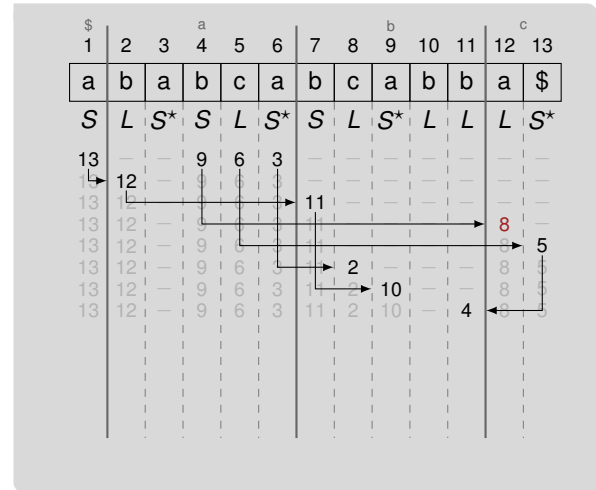 $ a b c
1 2 3 4 5 6 7 8 9 10 11 12 13
a b a b c a b c a b b a $
S L S* S L S* S L S* L L L S*
13 – – 9 6 3 – – – – – – –
13 12 – 9 6 3 – – – – – – –
13 12 – 9 6 3 11 – – – – – –
13 12 – 9 6 3 11 – – – – 8 –
13 12 – 9 6 3 11 – – – – 8 5
13 12 – 9 6 3 11 2 – – – 8 5
13 12 – 9 6 3 11 2 10 – – 8 5
13 12 – 9 6 3 11 2 10 – 4 8 5